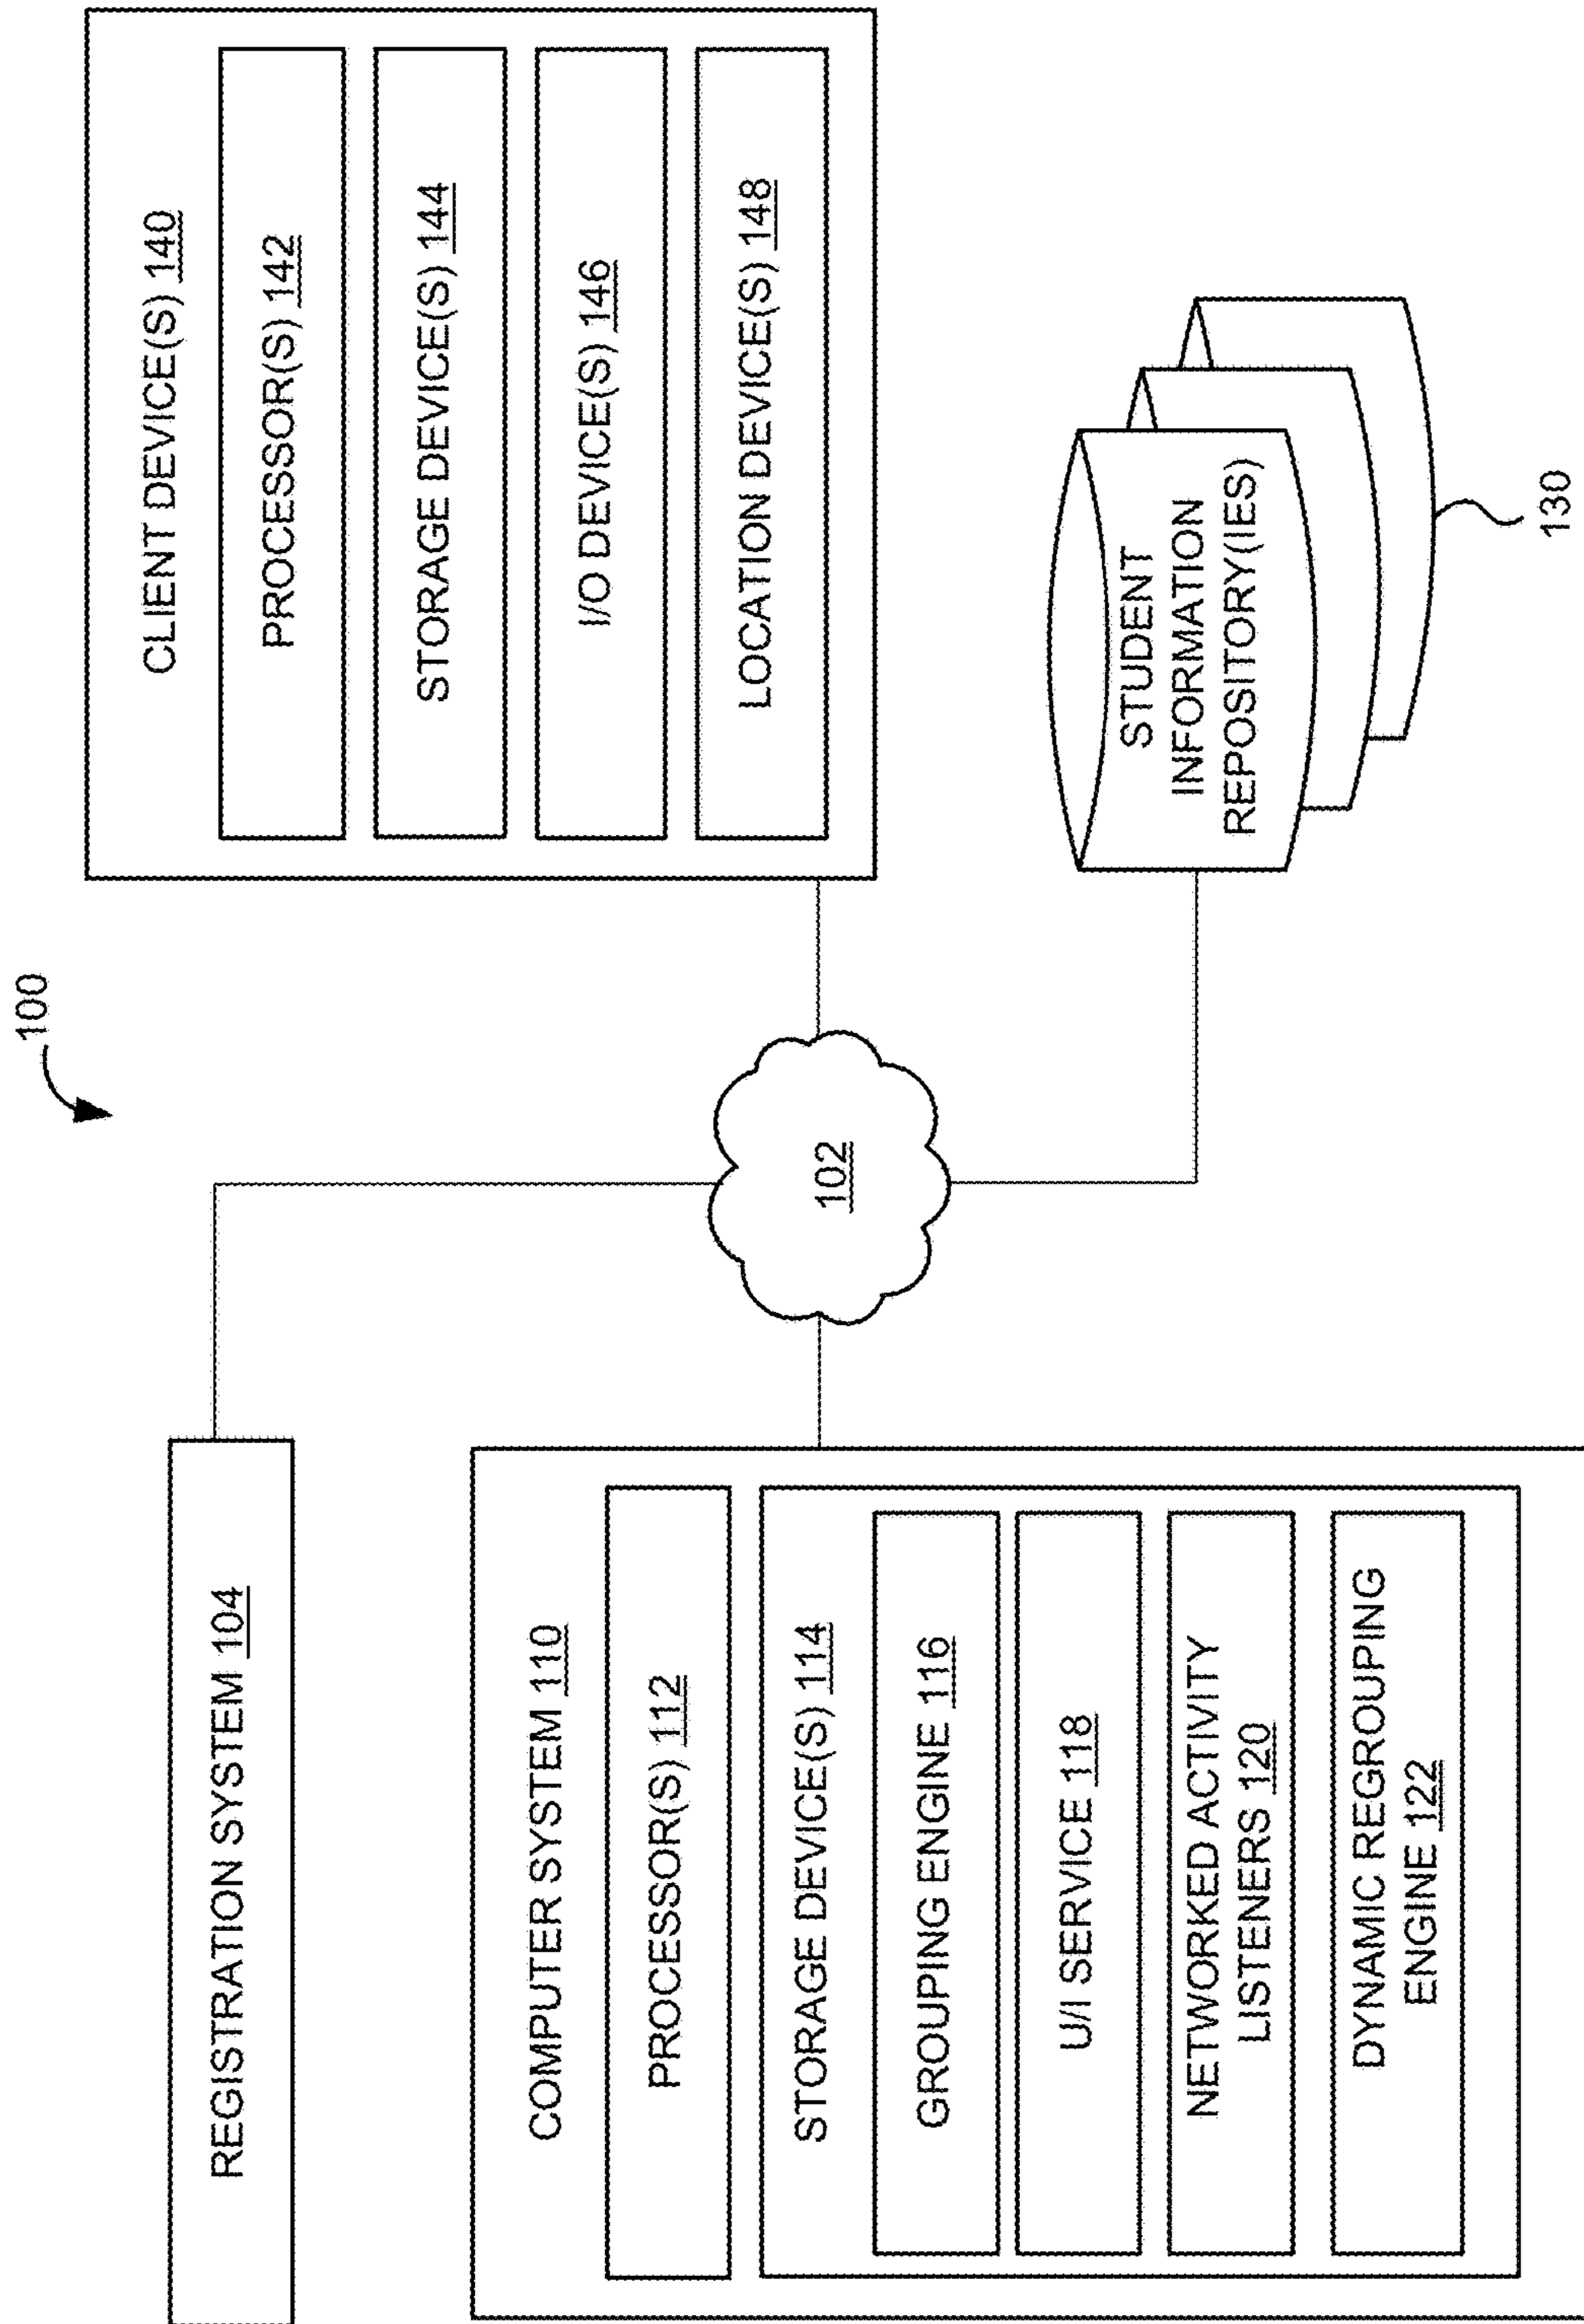 100
REGISTRATION SYSTEM 104
COMPUTER SYSTEM 110
PROCESSOR(S) 112
STORAGE DEVICE(S) 114
GROUPING ENGINE 116
U/I SERVICE 118
NETWORKED ACTIVITY
LISTENERS 120
DYNAMIC REGROUPING
ENGINE 122
102
CLIENT DEVICE(S) 140
PROCESSOR(S) 142
STORAGE DEVICE(S) 144
I/O DEVICE(S) 146
LOCATION DEVICE(S) 148
STUDENT
INFORMATION
REPOSITORY(IES)
130